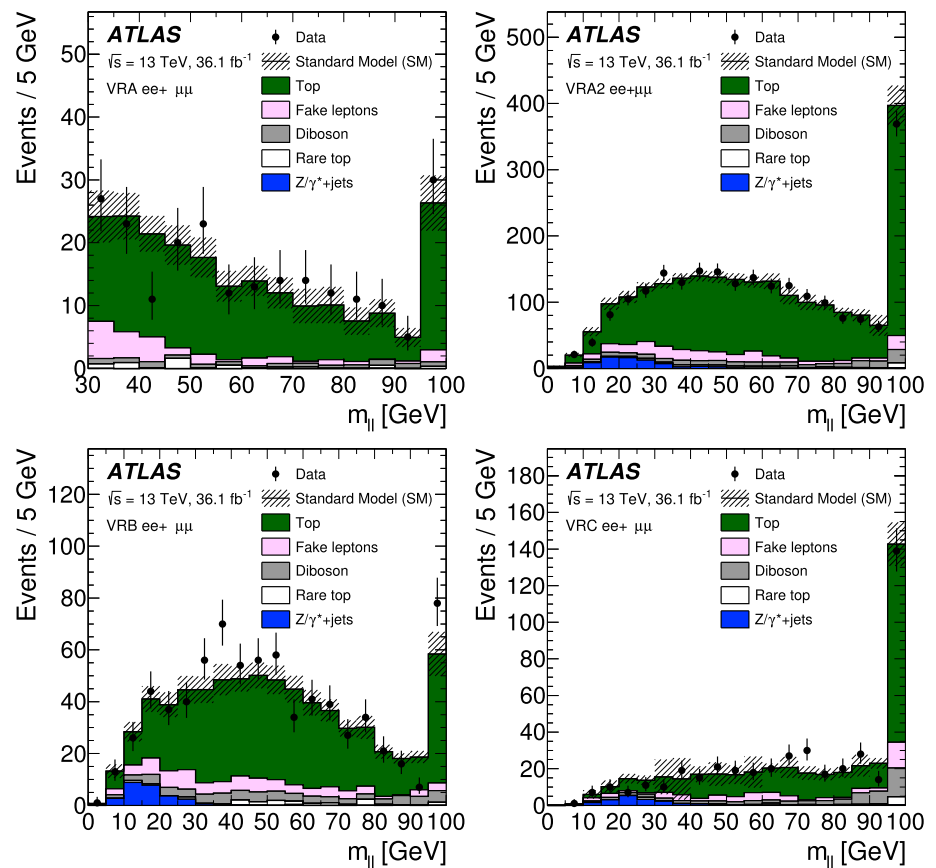 ATLAS
√s = 13 TeV, 36.1 fb⁻¹
VRA ee+ μμ
Data
Standard Model (SM)
Top
Fake leptons
Diboson
Rare top
Z/γ*+jets
Events / 5 GeV
50
40
30
20
10
0
30 40 50 60 70 80 90 100
m_ll [GeV]
ATLAS
√s = 13 TeV, 36.1 fb⁻¹
VRA2 ee+μμ
Data
Standard Model (SM)
Top
Fake leptons
Diboson
Rare top
Z/γ*+jets
Events / 5 GeV
500
400
300
200
100
0
0 10 20 30 40 50 60 70 80 90 100
m_ll [GeV]
ATLAS
√s = 13 TeV, 36.1 fb⁻¹
VRB ee+ μμ
Data
Standard Model (SM)
Top
Fake leptons
Diboson
Rare top
Z/γ*+jets
Events / 5 GeV
120
100
80
60
40
20
0
0 10 20 30 40 50 60 70 80 90 100
m_ll [GeV]
ATLAS
√s = 13 TeV, 36.1 fb⁻¹
VRC ee+ μμ
Data
Standard Model (SM)
Top
Fake leptons
Diboson
Rare top
Z/γ*+jets
Events / 5 GeV
180
160
140
120
100
80
60
40
20
0
0 10 20 30 40 50 60 70 80 90 100
m_ll [GeV]